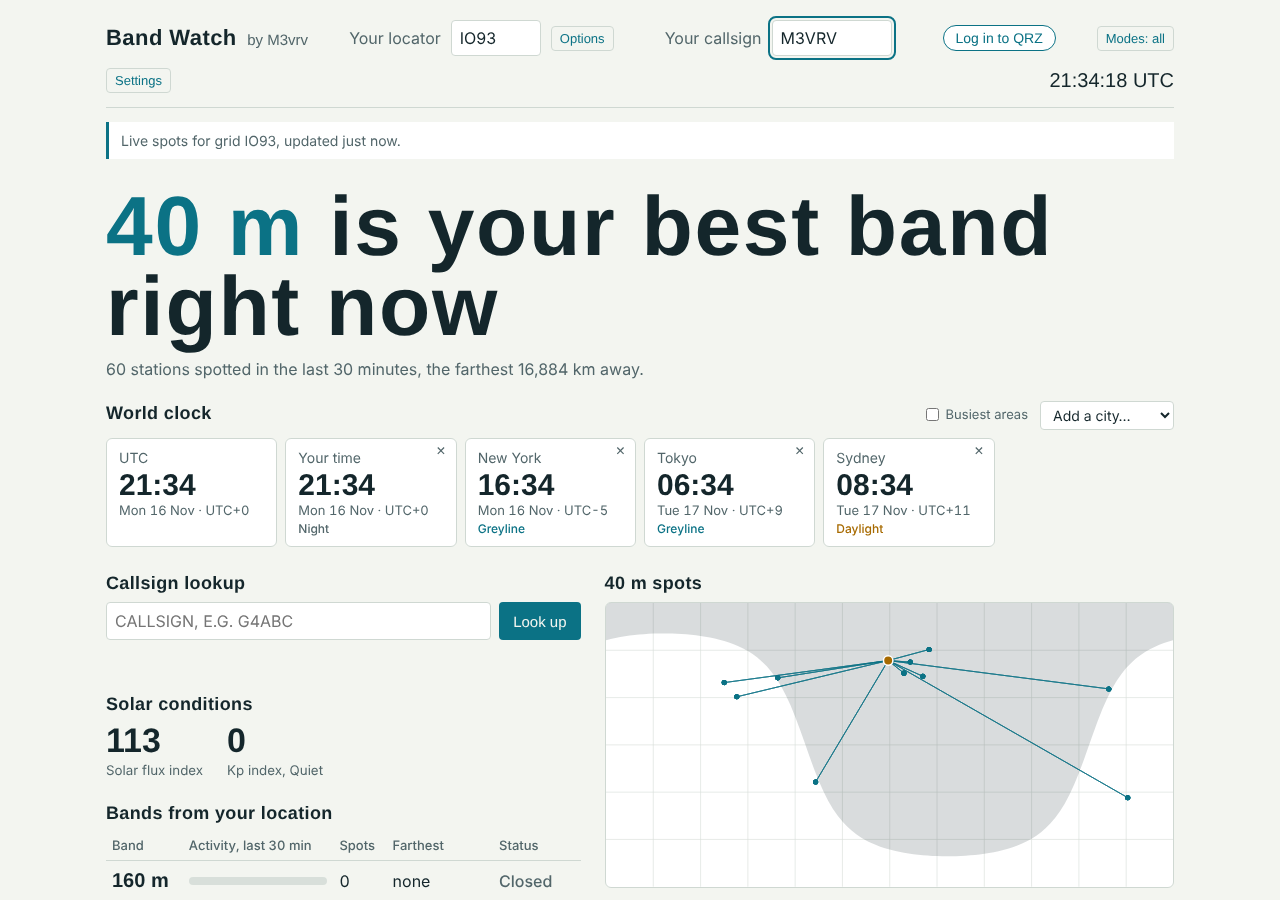 Band Watch by M3vrv Your locator IO93 Options Your callsign M3VRV Log in to QRZ Modes: all
Settings 21:34:18 UTC
Live spots for grid IO93, updated just now.
40 m is your best band
right now
60 stations spotted in the last 30 minutes, the farthest 16,884 km away.
World clock Busiest areas Add a city...
UTC
21:34
Mon 16 Nov · UTC+0
Your time ×
21:34
Mon 16 Nov · UTC+0
Night
New York ×
16:34
Mon 16 Nov · UTC-5
Greyline
Tokyo ×
06:34
Tue 17 Nov · UTC+9
Greyline
Sydney ×
08:34
Tue 17 Nov · UTC+11
Daylight
Callsign lookup
CALLSIGN, E.G. G4ABC Look up
Solar conditions
113 0
Solar flux index Kp index, Quiet
Bands from your location
Band Activity, last 30 min Spots Farthest Status
160 m 0 none Closed
40 m spots